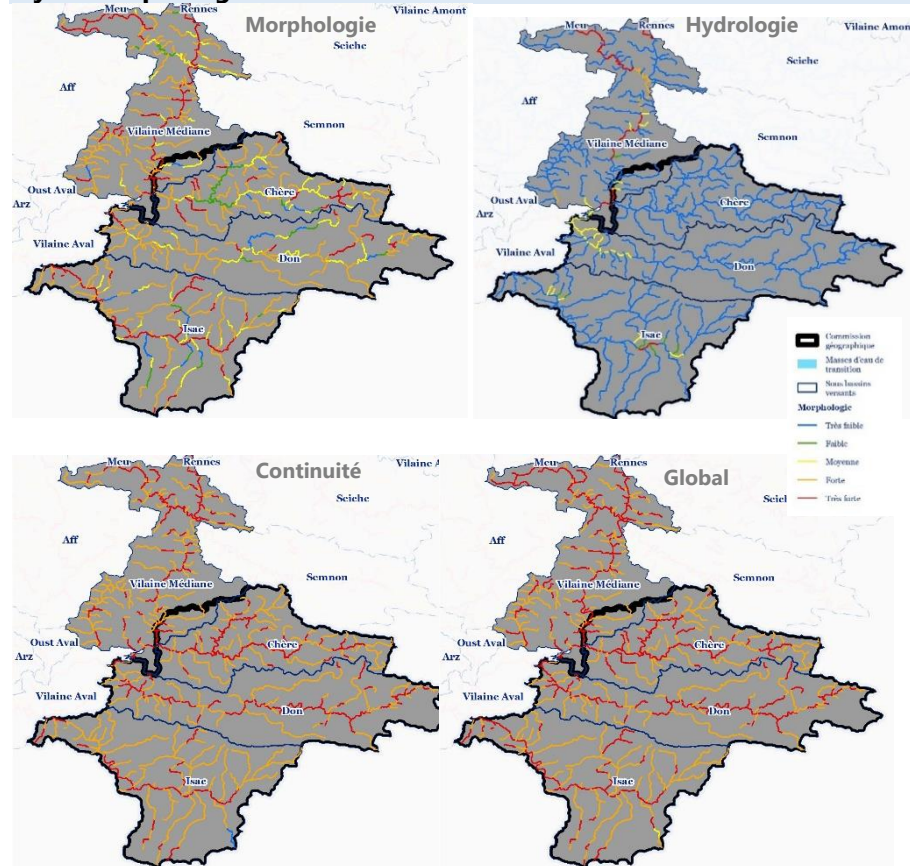 Meu
Rennes
Morphologie
Vilaine Amont
Seiche
Aff
Vilaine Médiane
Semnon
Oust Aval
Arz
Chère
Vilaine Aval
Don
Isac
Meu
Rennes
Hydrologie
Vilaine Amont
Seiche
Aff
Vilaine Médiane
Semnon
Oust Aval
Arz
Chère
Vilaine Aval
Don
Isac
Commission
géographique
Masses d'eau de
transition
Sous bassins
versants
Morphologie
Très faible
Faible
Moyenne
Forte
Très forte
Meu
Rennes
Continuité
Vilaine A
Seiche
Aff
Vilaine Médiane
Semnon
Oust Aval
Arz
Chère
Vilaine Aval
Don
Isac
Meu
Rennes
Global
Seicl
Aff
Vilaine Médiane
Semnon
Oust Aval
Arz
Chère
Vilaine Aval
Don
Isac